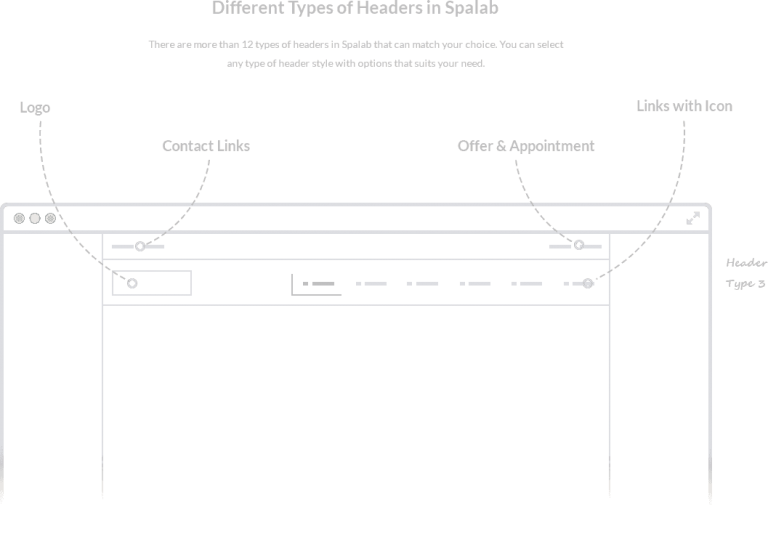 Different Types of Headers in Spalab
There are more than 12 types of headers in Spalab that can match your choice. You can select
any type of header style with options that suits your need.
Logo
Links with Icon
Contact Links
Offer & Appointment
Header
Type 3